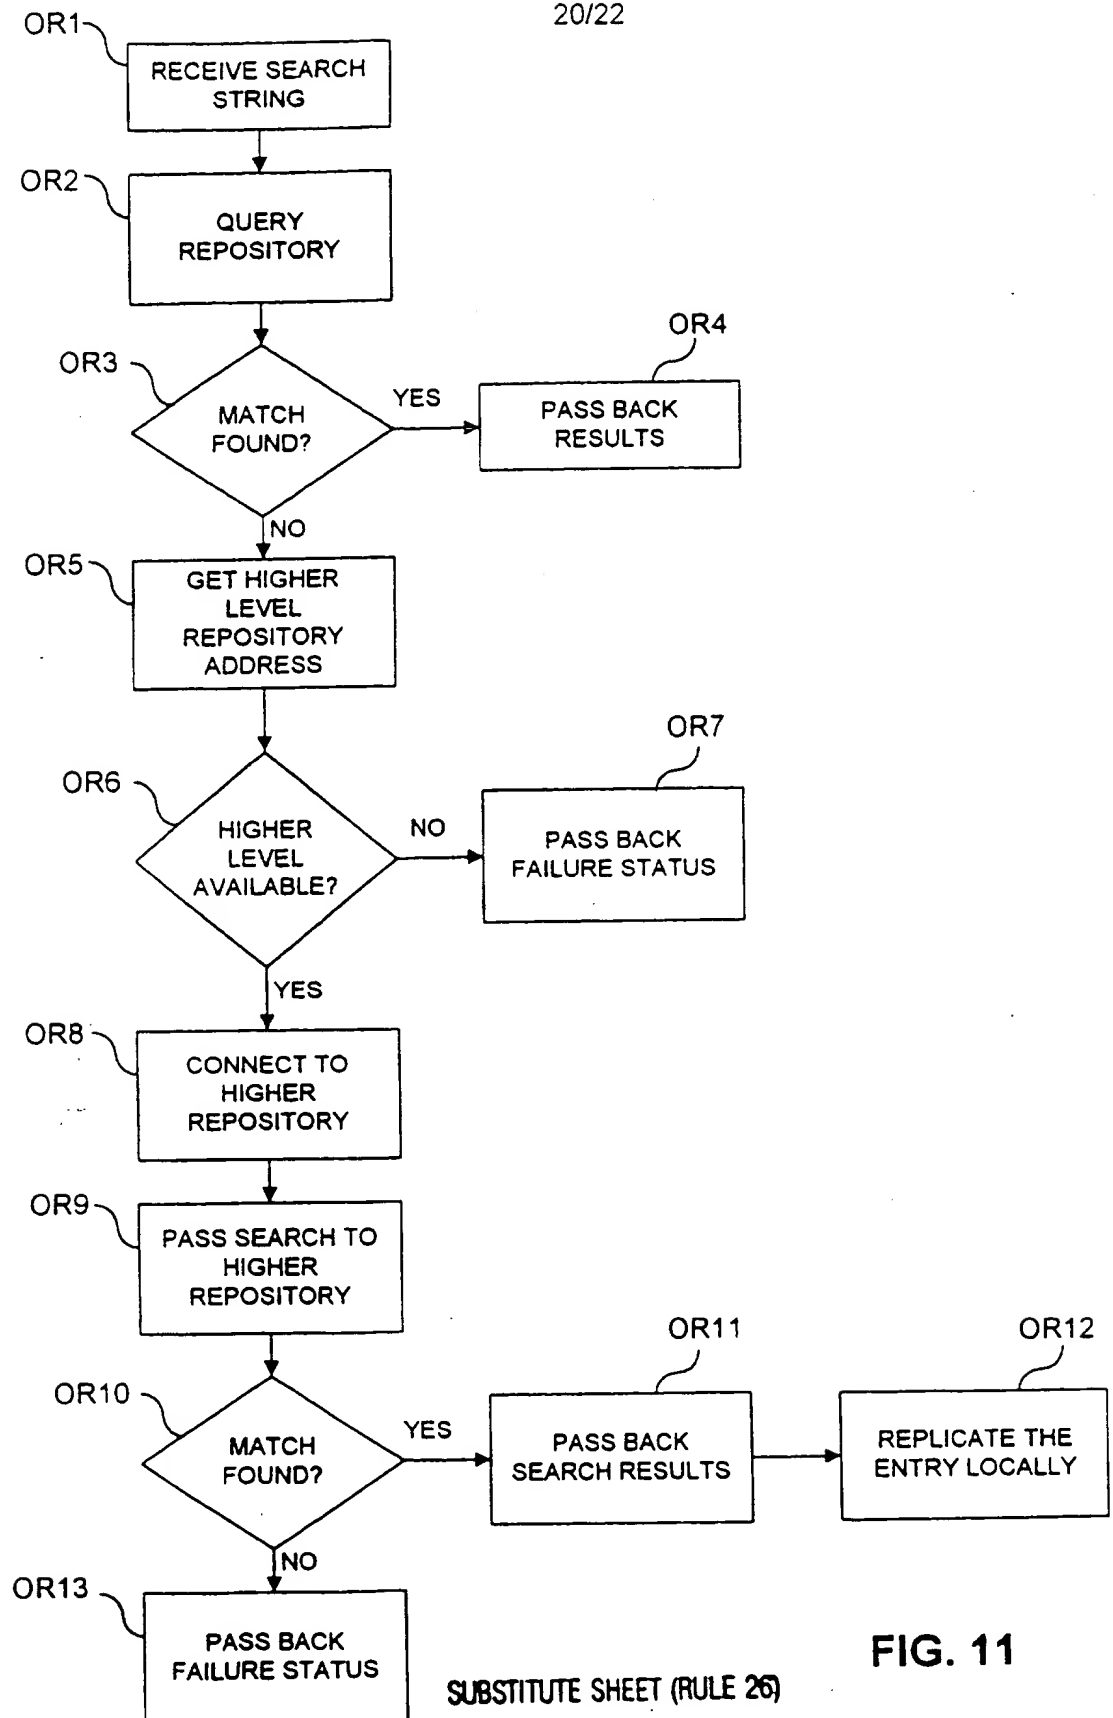 20/22
OR1
RECEIVE SEARCH
STRING
OR2
QUERY
REPOSITORY
OR3
MATCH
FOUND?
YES
OR4
PASS BACK
RESULTS
NO
OR5
GET HIGHER
LEVEL
REPOSITORY
ADDRESS
OR6
HIGHER
LEVEL
AVAILABLE?
NO
OR7
PASS BACK
FAILURE STATUS
YES
OR8
CONNECT TO
HIGHER
REPOSITORY
OR9
PASS SEARCH TO
HIGHER
REPOSITORY
OR10
MATCH
FOUND?
YES
OR11
PASS BACK
SEARCH RESULTS
OR12
REPLICATE THE
ENTRY LOCALLY
NO
OR13
PASS BACK
FAILURE STATUS
FIG. 11
SUBSTITUTE SHEET (RULE 26)